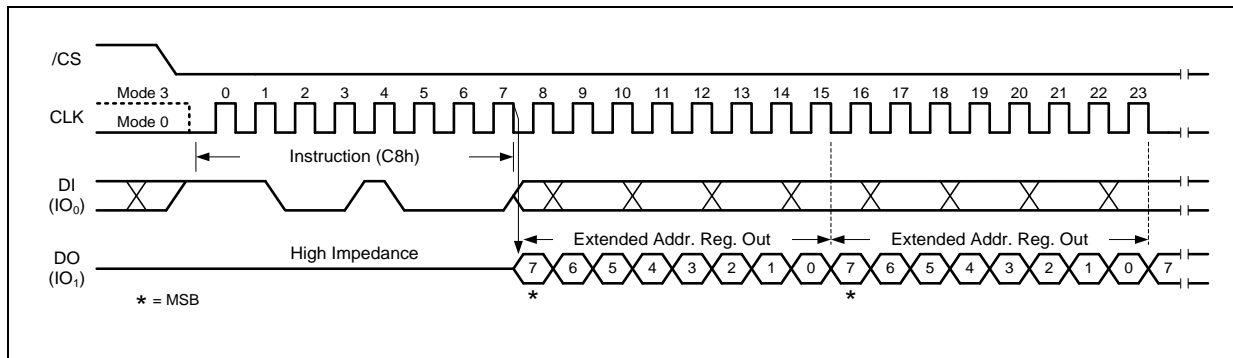 /CS
Mode 3 0 1 2 3 4 5 6 7 8 9 10 11 12 13 14 15 16 17 18 19 20 21 22 23
CLK
Mode 0
Instruction (C8h)
DI
(IO₀)
Extended Addr. Reg. Out Extended Addr. Reg. Out
High Impedance
DO
(IO₁)
7 6 5 4 3 2 1 0 7 6 5 4 3 2 1 0 7
* *
* = MSB